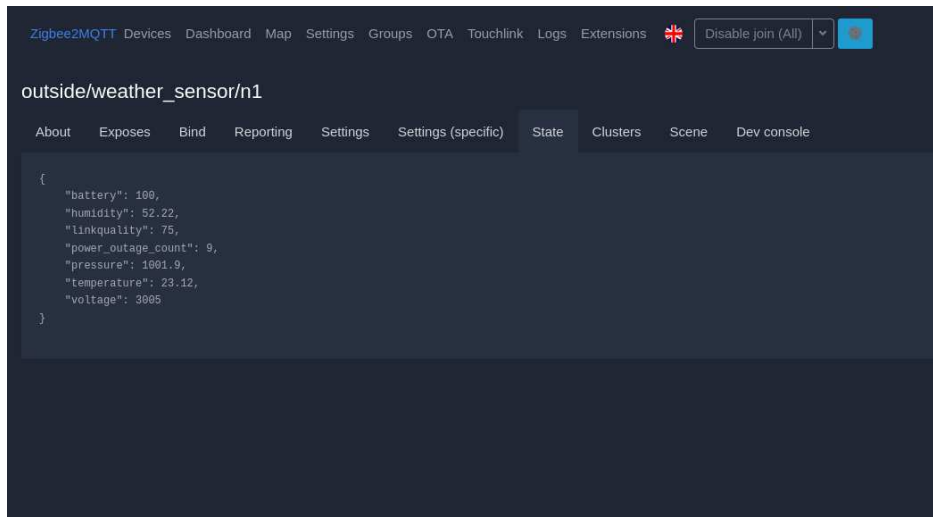 Zigbee2MQTT Devices Dashboard Map Settings Groups OTA Touchlink Logs Extensions Disable join (All)
outside/weather_sensor/n1
About Exposes Bind Reporting Settings Settings (specific) State Clusters Scene Dev console
{
    "battery": 100,
    "humidity": 52.22,
    "linkquality": 75,
    "power_outage_count": 9,
    "pressure": 1001.9,
    "temperature": 23.12,
    "voltage": 3005
}